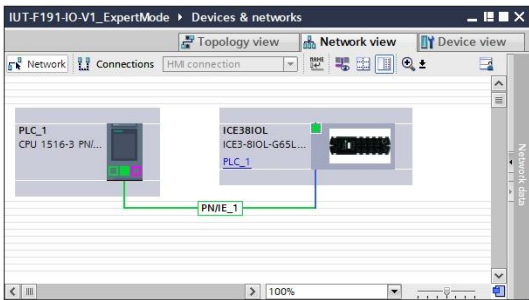 IUT-F191-IO-V1_ExpertMode ▸ Devices & networks
Topology view Network view Device view
Network Connections HMI connection
PLC_1
CPU 1516-3 PN/...
ICE38IOL
ICE3-8IOL-G65L...
PLC_1
PN/IE_1
Network data
100%